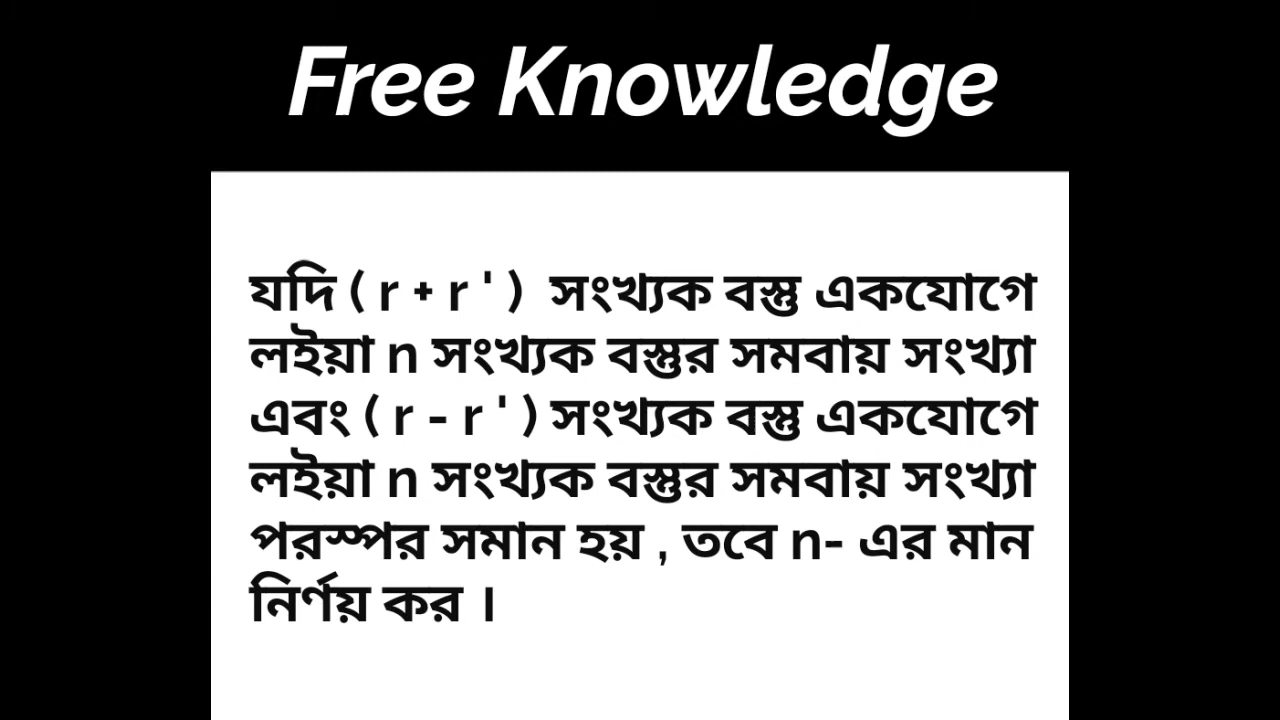 Free Knowledge
যদি ( r + r ' ) সংখ্যক বস্তু একযোগে
লইয়া n সংখ্যক বস্তুর সমবায় সংখ্যা
এবং ( r - r ' ) সংখ্যক বস্তু একযোগে
লইয়া n সংখ্যক বস্তুর সমবায় সংখ্যা
পরস্পর সমান হয় , তবে n- এর মান
নির্ণয় কর ।